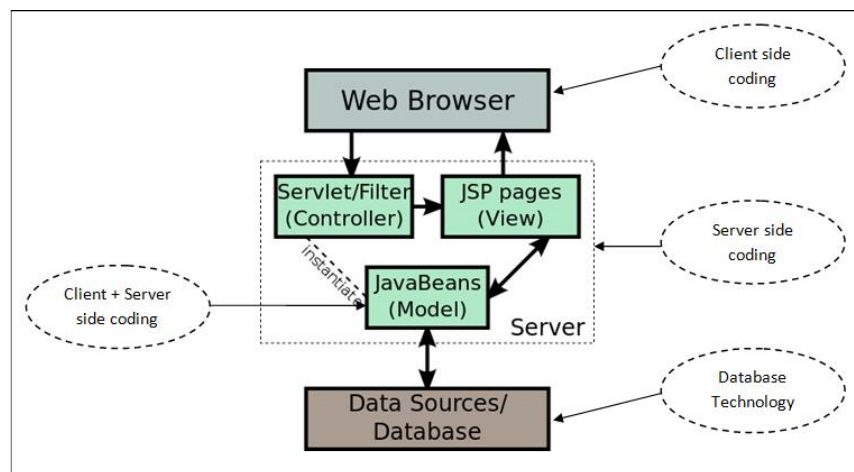 Client side
coding
Web Browser
Servlet/Filter
(Controller)
JSP pages
(View)
Server side
coding
instantiate
Client + Server
side coding
JavaBeans
(Model)
Server
Data Sources/
Database
Database
Technology